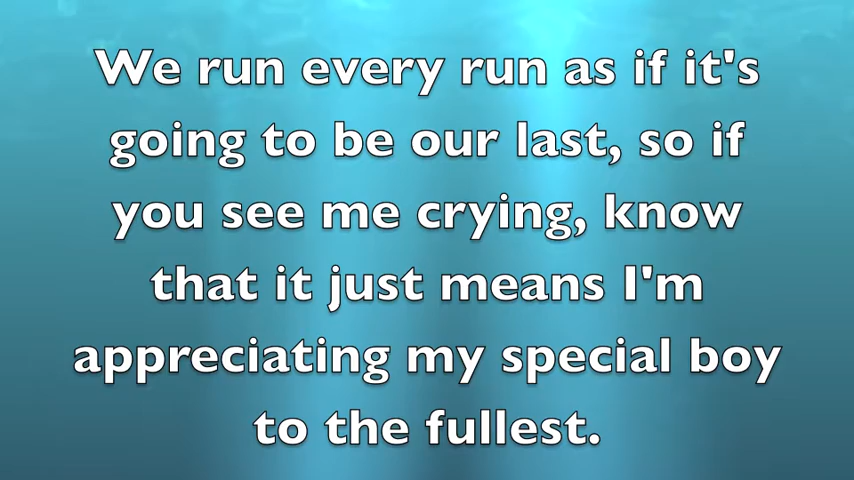 We run every run as if it's
going to be our last, so if
you see me crying, know
that it just means I'm
appreciating my special boy
to the fullest.